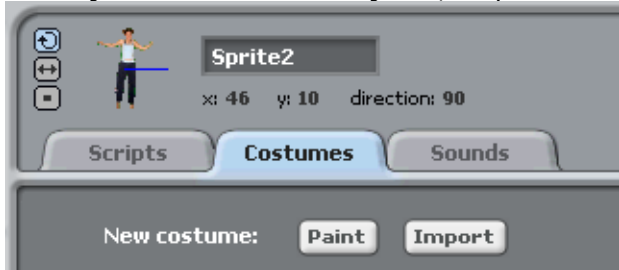 Sprite2
x: 46 y: 10 direction: 90
Scripts Costumes Sounds
New costume: Paint Import